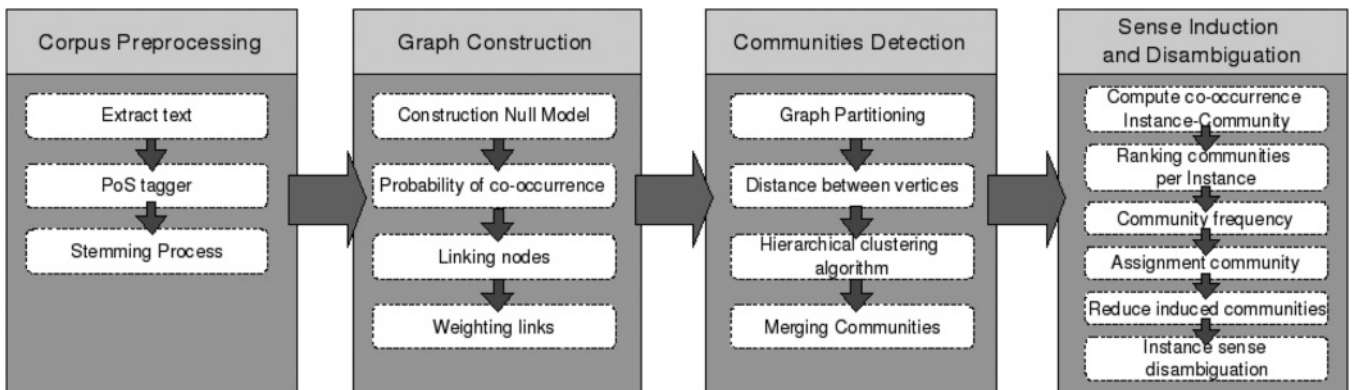 Corpus Preprocessing
Extract text
PoS tagger
Stemming Process
Graph Construction
Construction Null Model
Probability of co-occurrence
Linking nodes
Weighting links
Communities Detection
Graph Partitioning
Distance between vertices
Hierarchical clustering
algorithm
Merging Communities
Sense Induction
and Disambiguation
Compute co-occurrence
Instance-Community
Ranking communities
per Instance
Community frequency
Assignment community
Reduce induced communities
Instance sense
disambiguation